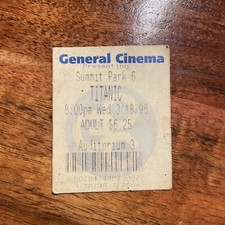 General Cinema
Presenting
Summit Park 6
TITANIC
8:00pm Wed 3/18/98
ADULT $6.25
Auditorium 3